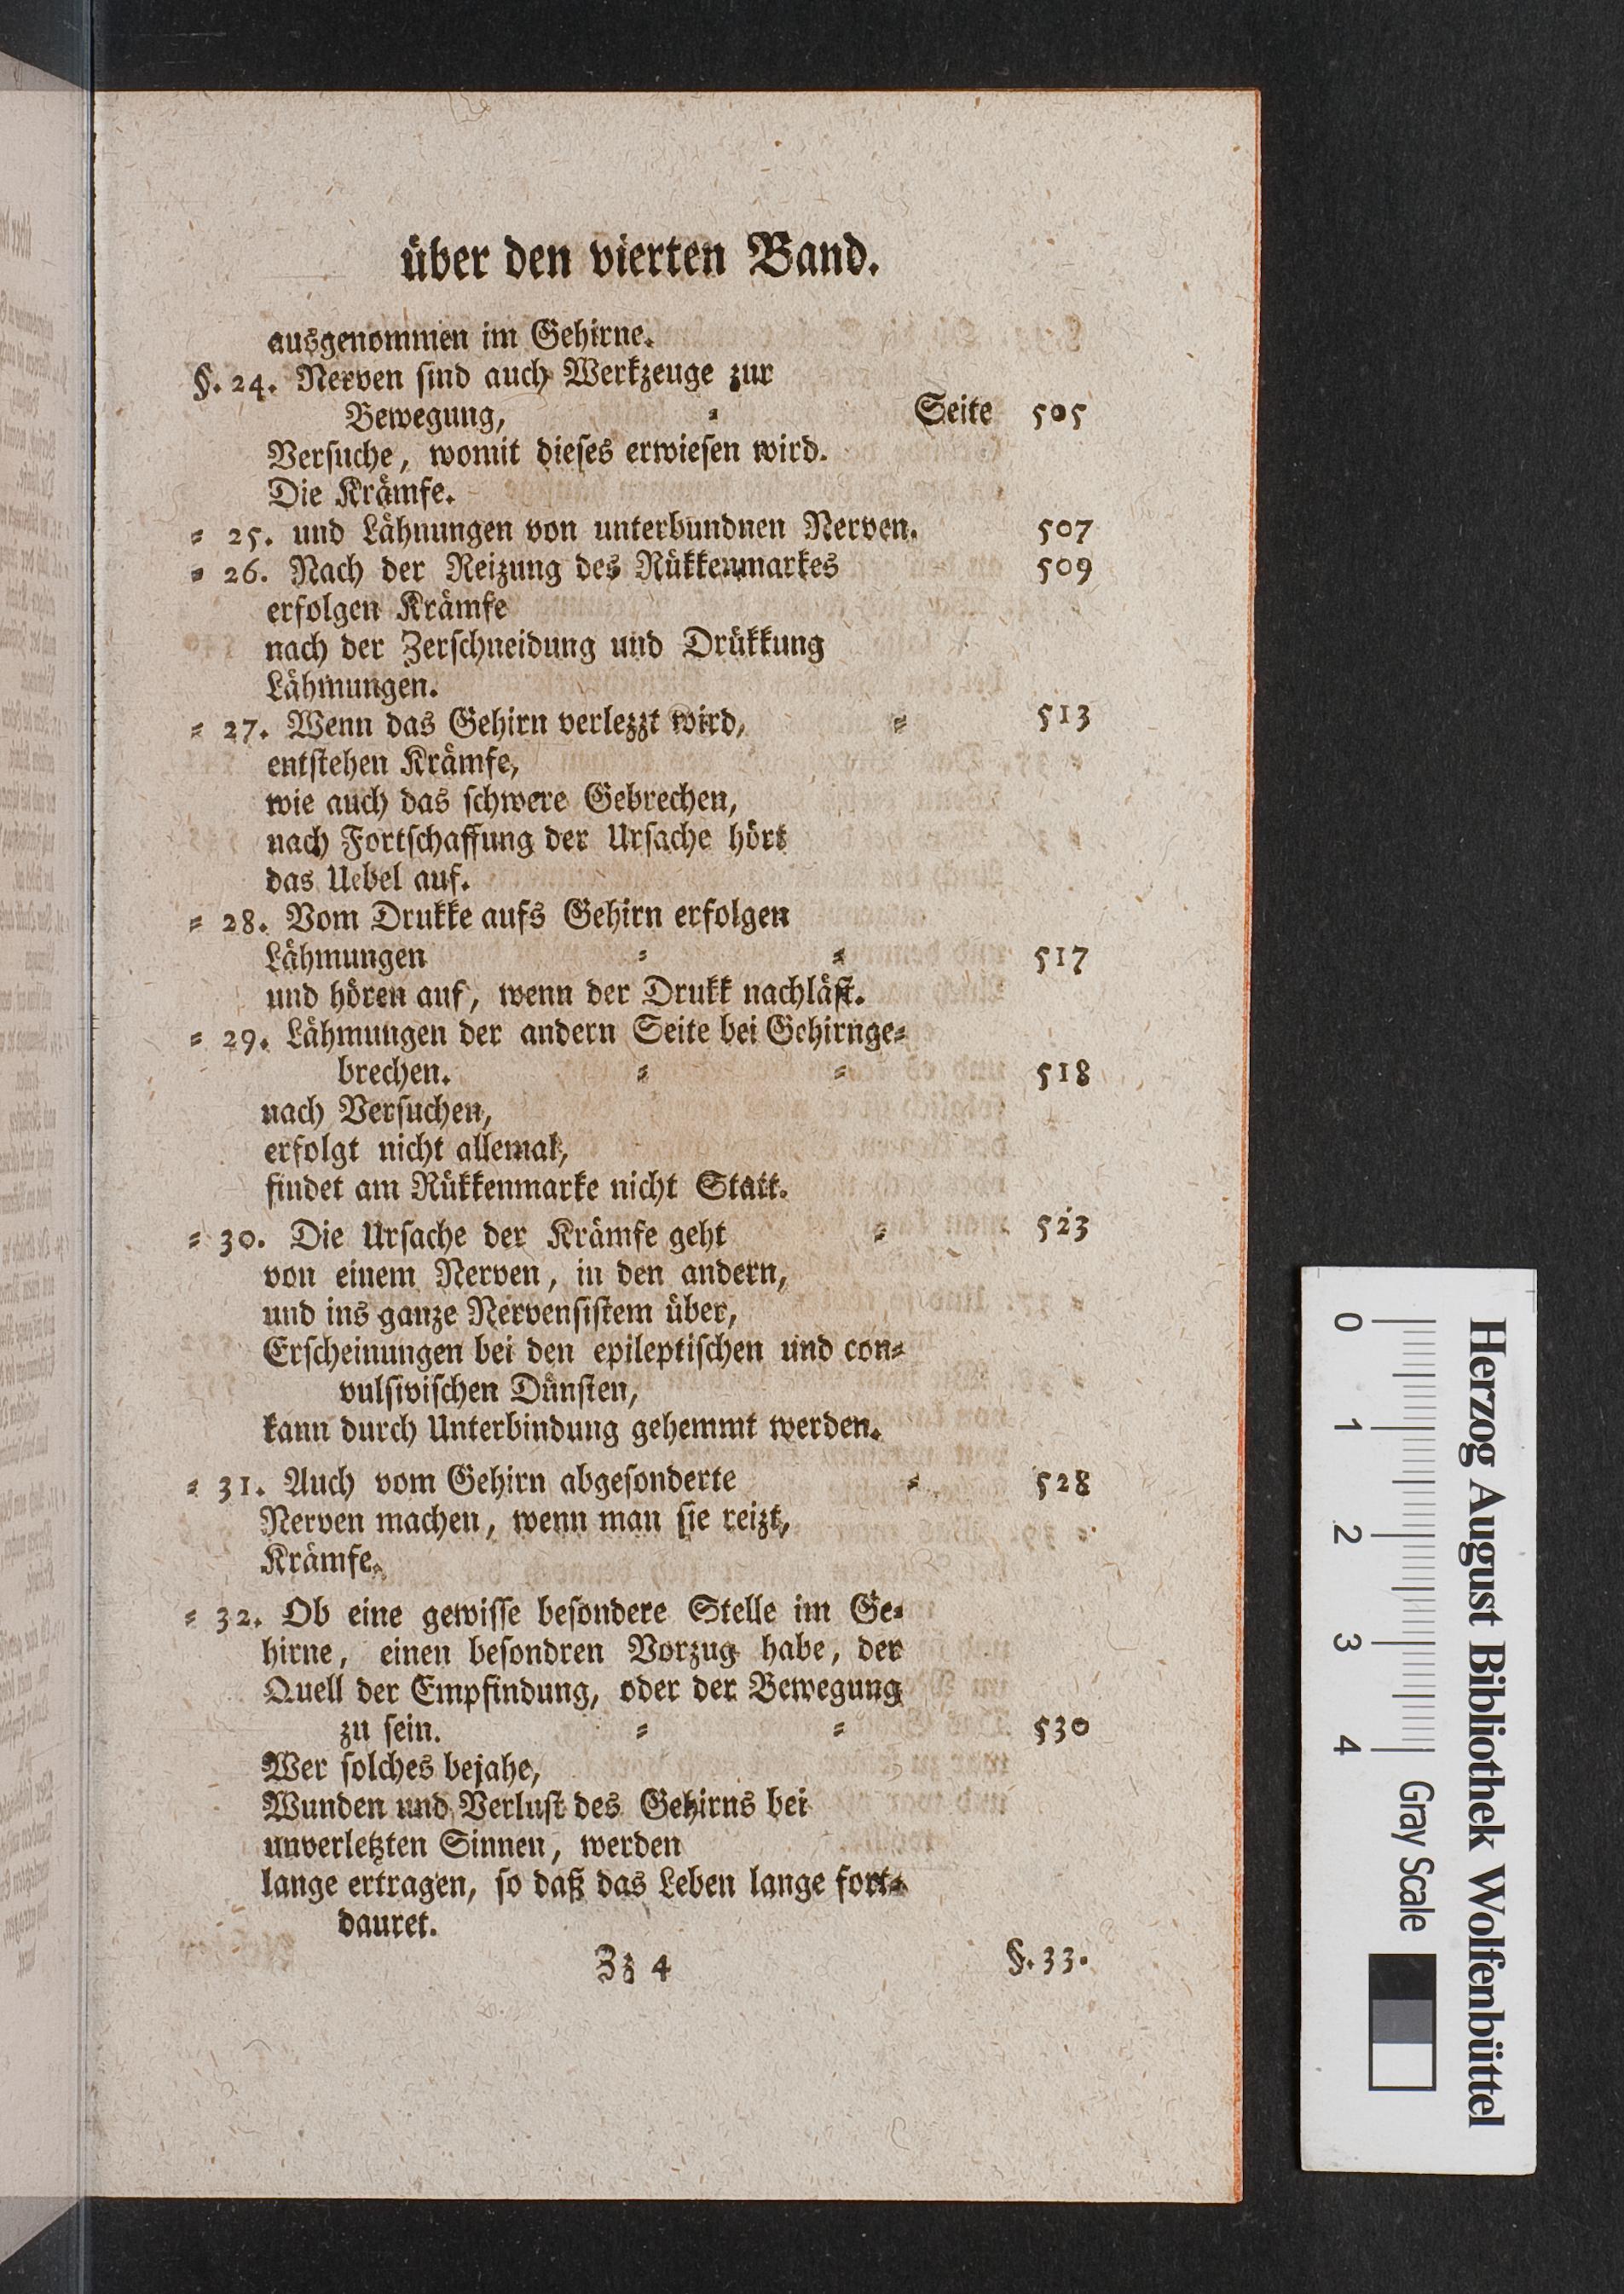 über den vierten Band.
ausgenommen im Gehirne.
§. 24. Nerven ſind auch Werkzeuge zur
Bewegung, ⸗ Seite 505
Verſuche, womit dieſes erwieſen wird.
Die Krämfe.
⸗ 25. und Lähnungen von unterbundnen Nerven. 507
⸗ 26. Nach der Reizung des Rükkenmarkes 509
erfolgen Krämfe
nach der Zerſchneidung und Drükkung
Lähmungen.
⸗ 27. Wenn das Gehirn verlezzt wird, ⸗ 513
entſtehen Krämfe,
wie auch das ſchwere Gebrechen,
nach Fortſchaffung der Urſache hört
das Uebel auf.
⸗ 28. Vom Drukke aufs Gehirn erfolgen
Lähmungen ⸗ ⸗ 517
und hören auf, wenn der Drukk nachläſt.
⸗ 29. Lähmungen der andern Seite bei Gehirnge⸗
brechen. ⸗ ⸗ 518
nach Verſuchen,
erfolgt nicht allemal,
findet am Rükkenmarke nicht Statt.
⸗ 30. Die Urſache der Krämfe geht ⸗ 523
von einem Nerven, in den andern,
und ins ganze Nervenſiſtem über,
Erſcheinungen bei den epileptiſchen und con⸗
vulſiviſchen Dünſten,
kann durch Unterbindung gehemmt werden.
⸗ 31. Auch vom Gehirn abgeſonderte ⸗ 528
Nerven machen, wenn man ſie reizt,
Krämfe.
⸗ 32. Ob eine gewiſſe beſondere Stelle im Ge⸗
hirne, einen beſondren Vorzug habe, der
Quell der Empfindung, oder der Bewegung
zu ſein. ⸗ ⸗ 530
Wer ſolches bejahe,
Wunden und Verluſt des Gehirns bei
unverletzten Sinnen, werden
lange ertragen, ſo daß das Leben lange fort⸗
dauret.
Zz 4 §. 33.
Herzog August Bibliothek Wolfenbüttel
0 1 2 3 4 Gray Scale